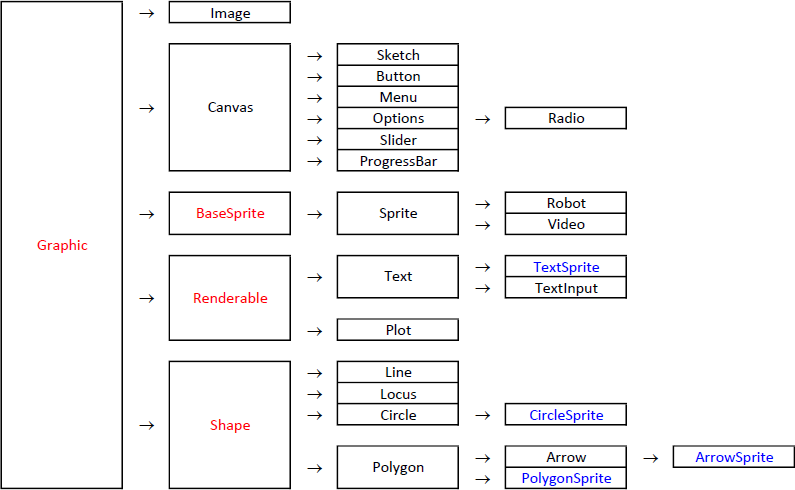 Image
Sketch
Button
Menu
Canvas
Options
Radio
Slider
ProgressBar
Graphic
BaseSprite
Sprite
Robot
Video
Renderable
Text
TextSprite
TextInput
Plot
Shape
Line
Locus
Circle
CircleSprite
Polygon
Arrow
ArrowSprite
PolygonSprite